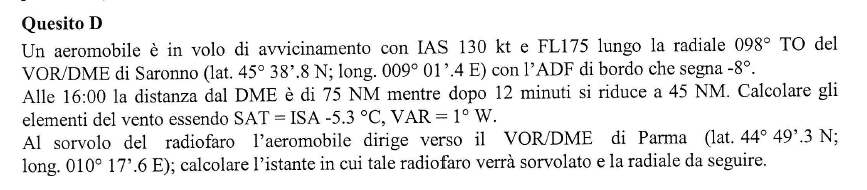 Quesito D
Un aeromobile è in volo di avvicinamento con IAS 130 kt e FL175 lungo la radiale 098° TO del
VOR/DME di Saronno (lat. 45° 38’.8 N; long. 009° 01’.4 E) con l’ADF di bordo che segna -8°.
Alle 16:00 la distanza dal DME è di 75 NM mentre dopo 12 minuti si riduce a 45 NM. Calcolare gli
elementi del vento essendo SAT = ISA -5.3 °C, VAR = 1° W.
Al sorvolo del radiofaro l’aeromobile dirige verso il VOR/DME di Parma (lat. 44° 49’.3 N;
long. 010° 17’.6 E); calcolare l’istante in cui tale radiofaro verrà sorvolato e la radiale da seguire.